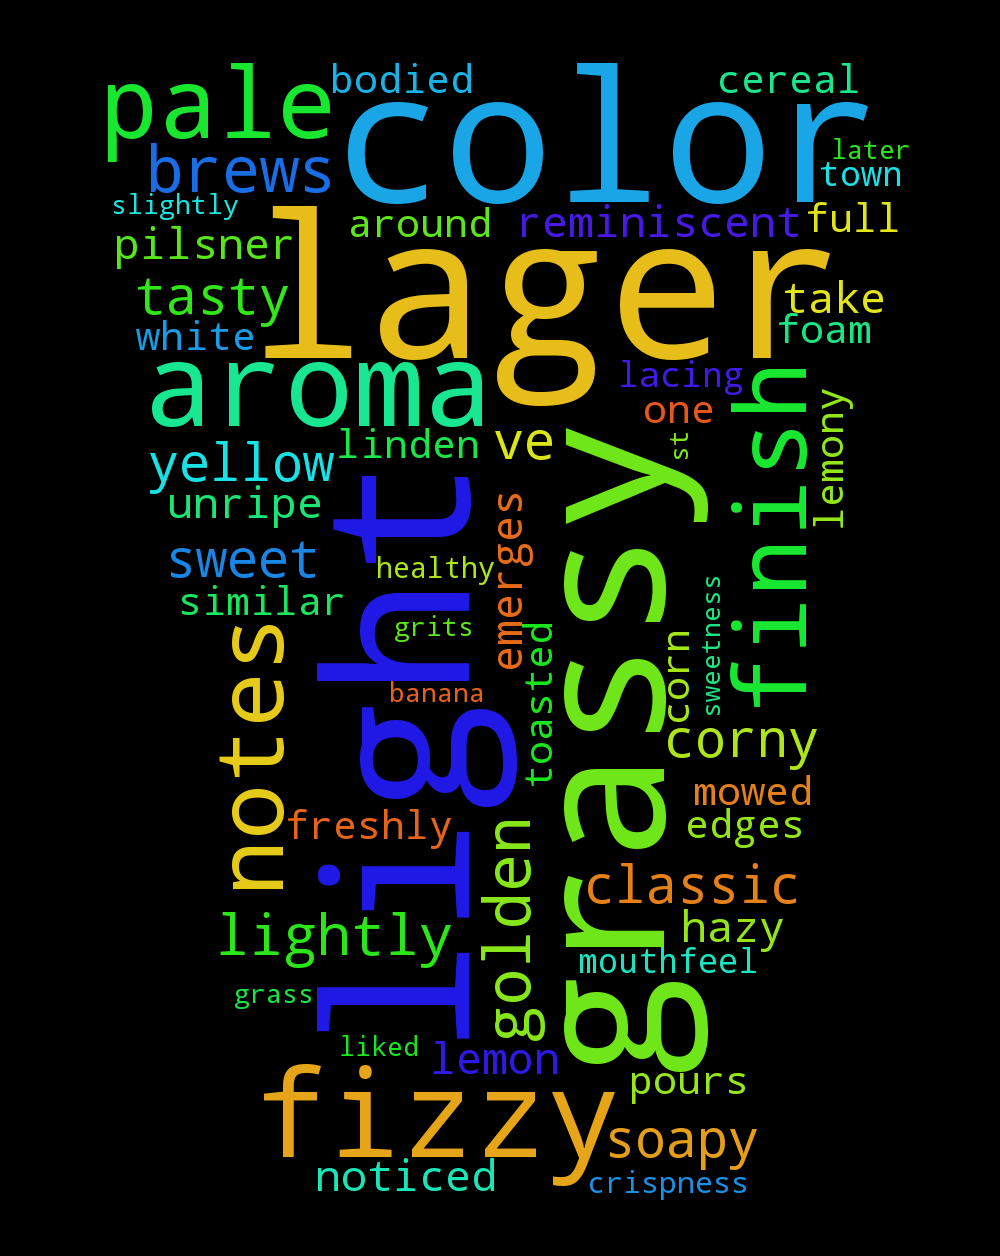 pale
bodied
color
cereal
brews
later
town
slightly
around
reminiscent
full
pilsner
lager
tasty
take
white
foam
aroma
lacing
finish
one
lemony
linden
ve
st
yellow
grassy
unripe
light
emerges
sweet
healthy
similar
grits
toasted
corn
sweetness
notes
banana
corny
mowed
freshly
edges
golden
classic
lightly
hazy
mouthfeel
grass
liked
lemon
fizzy
pours
soapy
noticed
crispness